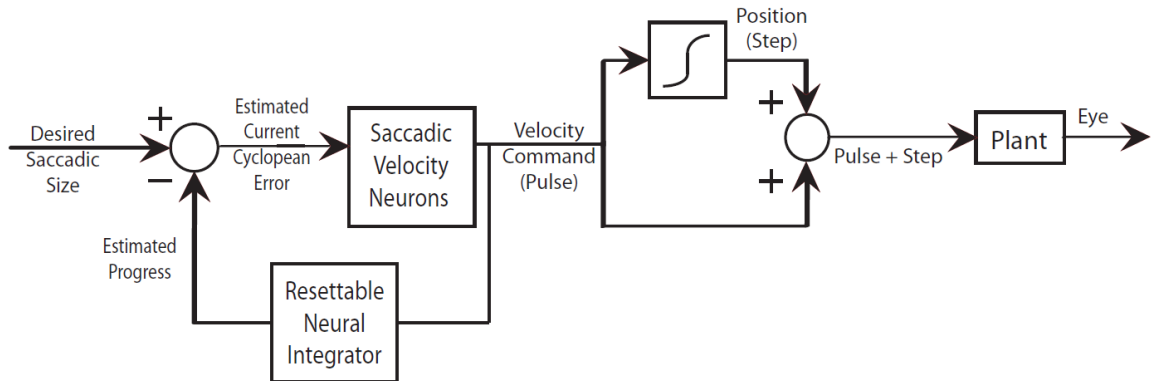 Desired
Saccadic
Size
+
−
Estimated
Current
Cyclopean
Error
Saccadic
Velocity
Neurons
Velocity
Command
(Pulse)
Position
(Step)
+
+
Pulse + Step
Plant
Eye
Estimated
Progress
Resettable
Neural
Integrator